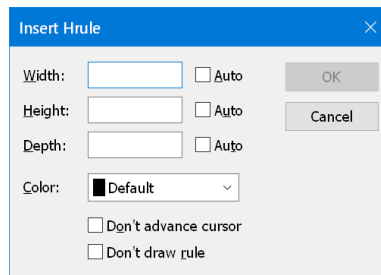 Insert Hrule
Width: Auto OK
Height: Auto Cancel
Depth: Auto
Color: Default
Don't advance cursor
Don't draw rule